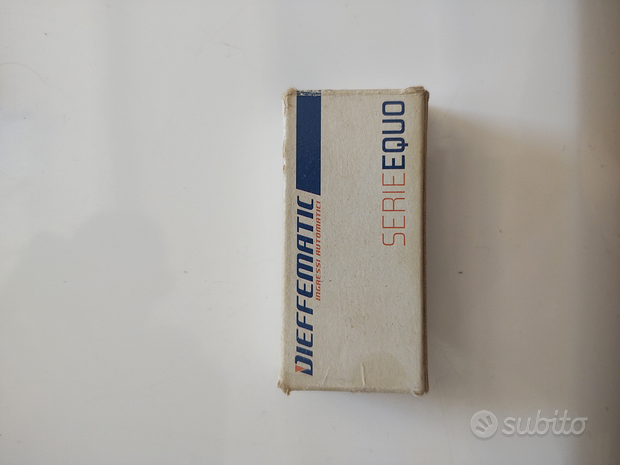 DIEFFEMATIC
INGRESSI AUTOMATICI
SERIEEQUO
subito